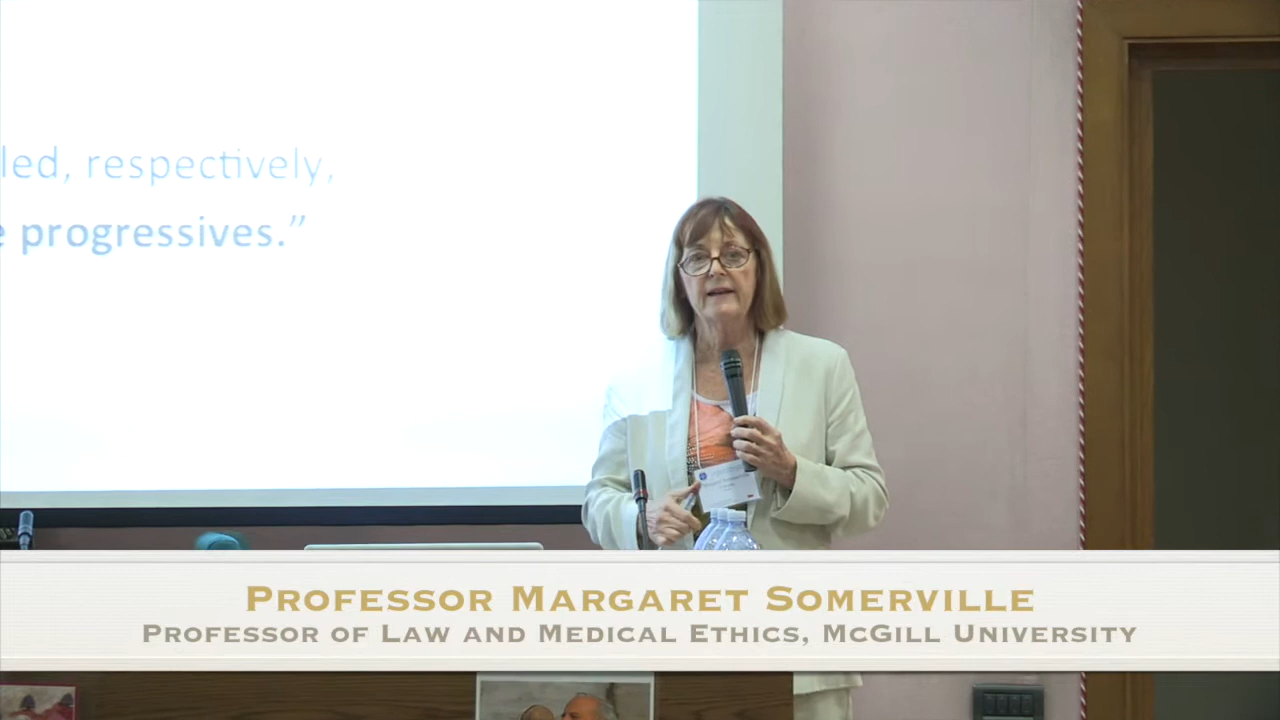 led, respectively,
progressives.”
Professor Margaret Somerville
Professor of Law and Medical Ethics, McGill University